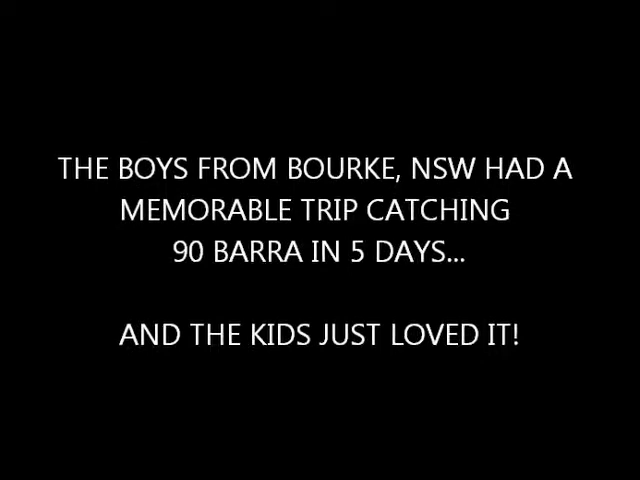 THE BOYS FROM BOURKE, NSW HAD A
MEMORABLE TRIP CATCHING
90 BARRA IN 5 DAYS...
AND THE KIDS JUST LOVED IT!